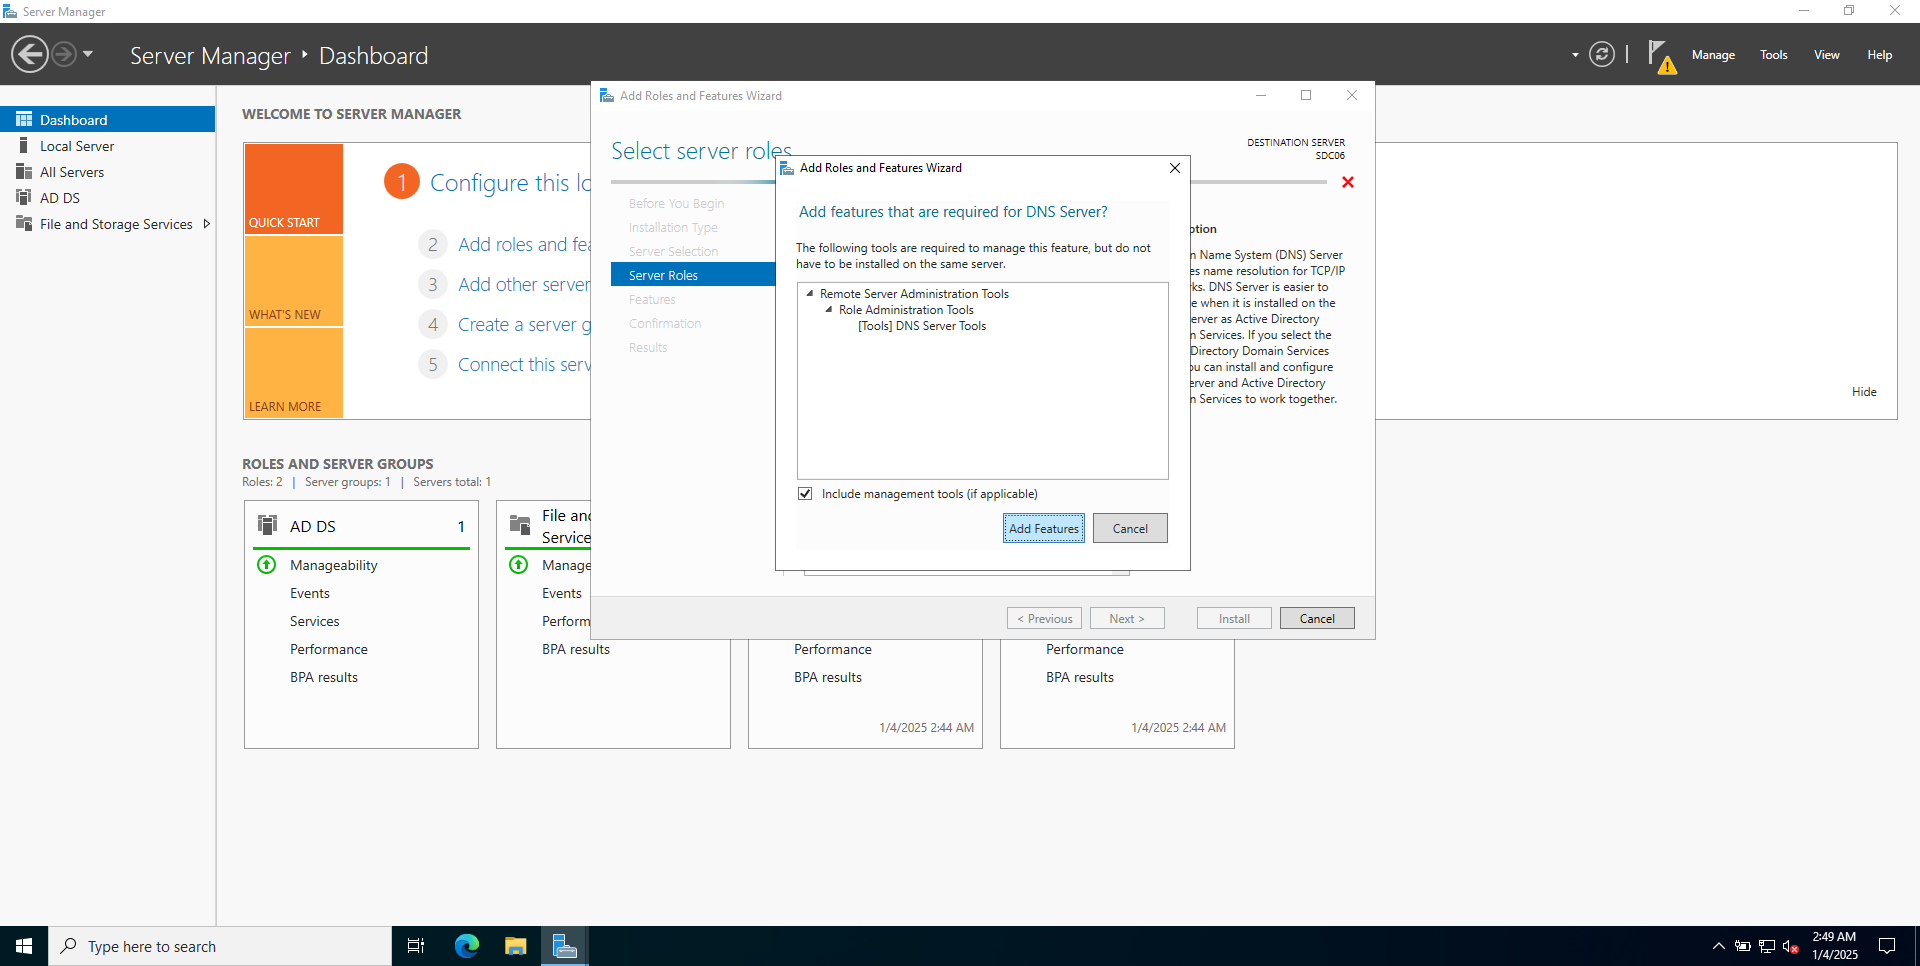 Server Manager
Server Manager ‣ Dashboard
Manage Tools View Help
Dashboard
Local Server
All Servers
AD DS
File and Storage Services
WELCOME TO SERVER MANAGER
QUICK START
WHAT'S NEW
LEARN MORE
1 Configure this lo
2 Add roles and fea
3 Add other server
4 Create a server g
5 Connect this serv
Hide
ROLES AND SERVER GROUPS
Roles: 2 | Server groups: 1 | Servers total: 1
AD DS 1
Manageability
Events
Services
Performance
BPA results
File and
Service
Manage
Events
Perform
BPA results
Performance
BPA results
1/4/2025 2:44 AM
Performance
BPA results
1/4/2025 2:44 AM
Add Roles and Features Wizard
Select server roles
DESTINATION SERVER
SDC06
Before You Begin
Installation Type
Server Selection
Server Roles
Features
Confirmation
Results
ption
n Name System (DNS) Server
es name resolution for TCP/IP
rks. DNS Server is easier to
e when it is installed on the
erver as Active Directory
n Services. If you select the
Directory Domain Services
ou can install and configure
erver and Active Directory
n Services to work together.
< Previous Next > Install Cancel
Add Roles and Features Wizard
Add features that are required for DNS Server?
The following tools are required to manage this feature, but do not
have to be installed on the same server.
Remote Server Administration Tools
Role Administration Tools
[Tools] DNS Server Tools
Include management tools (if applicable)
Add Features Cancel
Type here to search
2:49 AM
1/4/2025